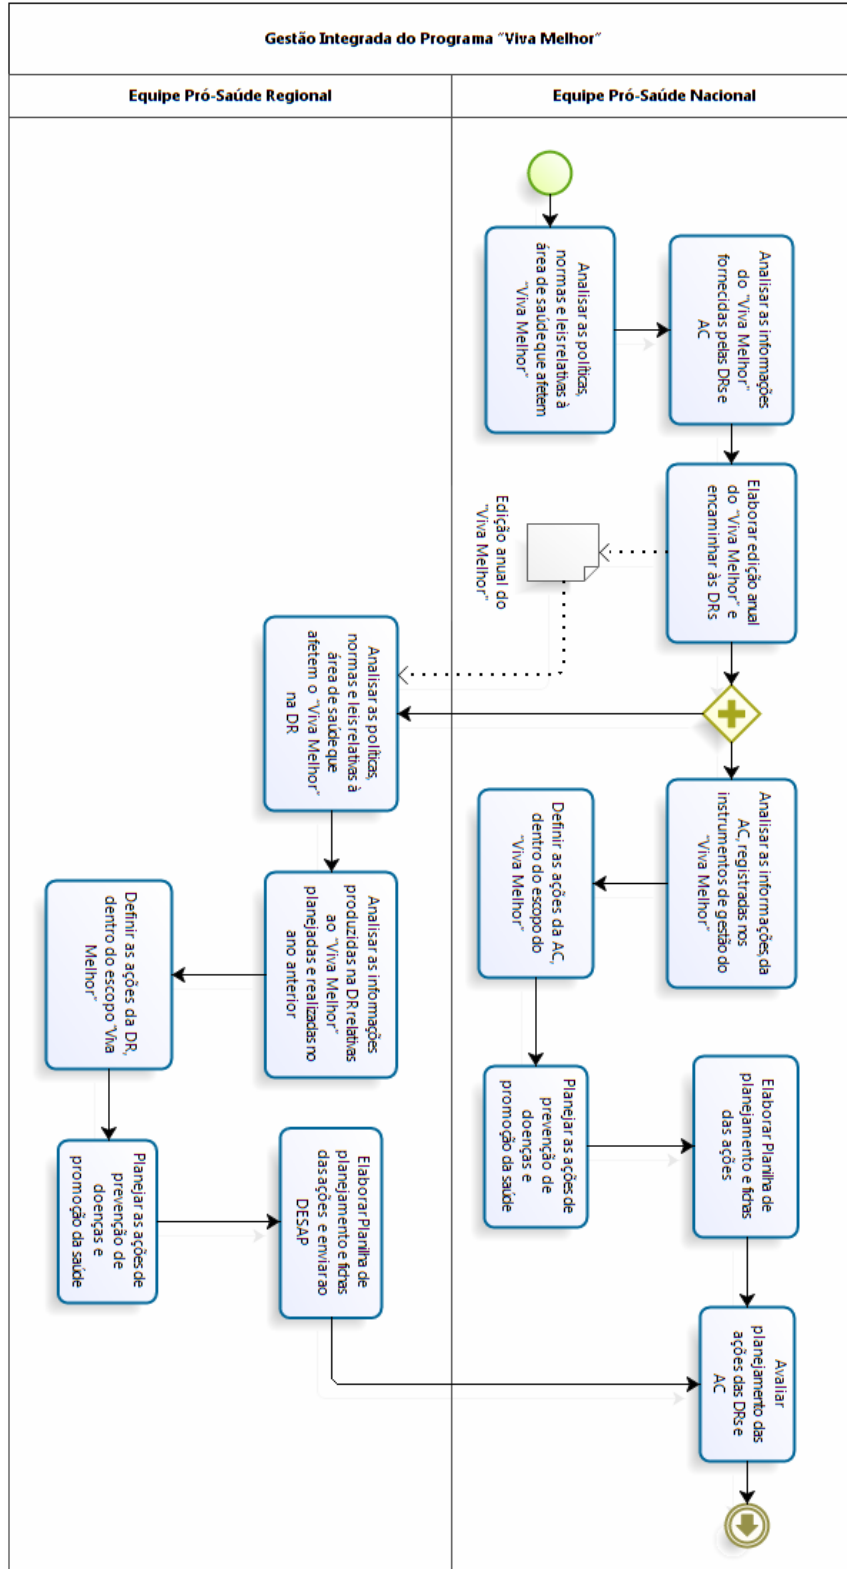 Gestão Integrada do Programa “Viva Melhor”
Equipe Pró-Saúde Regional
Equipe Pró-Saúde Nacional
Analisar as políticas,
normas e leis relativas à
área de saúde que afetem
“Viva Melhor”
Analisar as informações
do “Viva Melhor”
fornecidas pelas DRs e
AC
Elaborar edição anual
do “Viva Melhor” e
encaminhar às DRs
Edição anual do
“Viva Melhor”
Analisar as políticas,
normas e leis relativas à
área de saúde que
afetem o “Viva Melhor”
na DR
Analisar as informações, da
AC, registradas nos
instrumentos de gestão do
“Viva Melhor”
Definir as ações da AC,
dentro do escopo do
“Viva Melhor”
Analisar as informações
produzidas na DR relativas
ao “Viva Melhor”
planejadas e realizadas no
ano anterior
Definir as ações da DR,
dentro do escopo “Viva
Melhor”
Planejar as ações de
prevenção de
doenças e
promoção da saúde
Elaborar Planilha de
planejamento e fichas
das ações
Planejar as ações de
prevenção de
doenças e
promoção da saúde
Elaborar Planilha de
planejamento e fichas
das ações e enviar ao
DESAP
Avaliar
planejamento das
ações das DRs e
AC